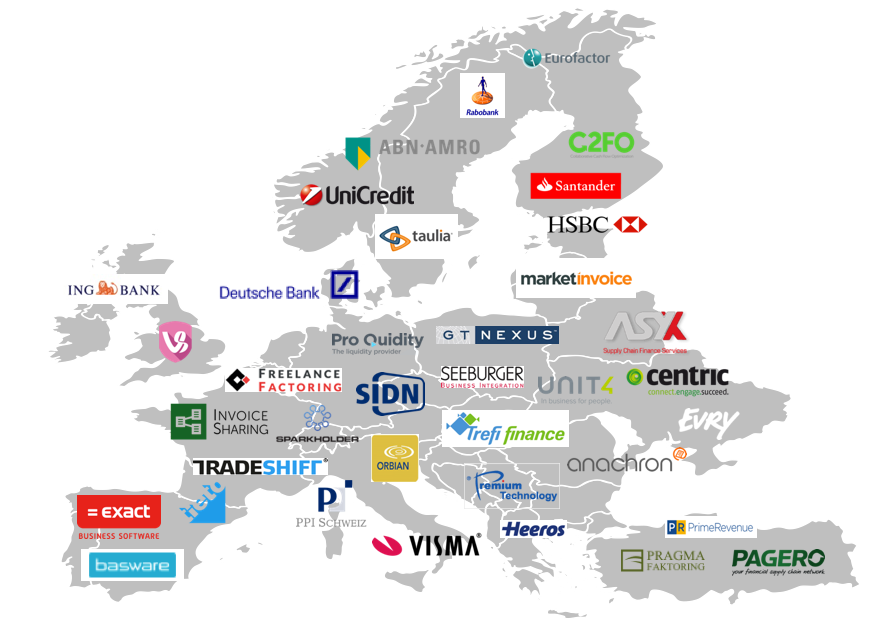 Eurofactor
Rabobank
ABN·AMRO
C2FO
Santander
UniCredit
HSBC
taulia
marketinvoice
ING BANK
Deutsche Bank
Pro Quidity
The liquidity provider
GT NEXUS
ASYX
Supply Chain Finance Services
FREELANCE
FACTORING
SIDN
SEEBURGER
BUSINESS INTEGRATION
UNIT4
In business for people.
centric
connect.engage.succeed.
INVOICE
SHARING
SPARKHOLDER
Trefi finance
EVRY
TRADESHIFT®
ORBIAN
anachron
Premium
Technology
tieto
= exact
BUSINESS SOFTWARE
PPI SCHWEIZ
Heeros
VISMA®
PR PrimeRevenue
basware
PRAGMA
FAKTORING
PAGERO
your financial supply chain network